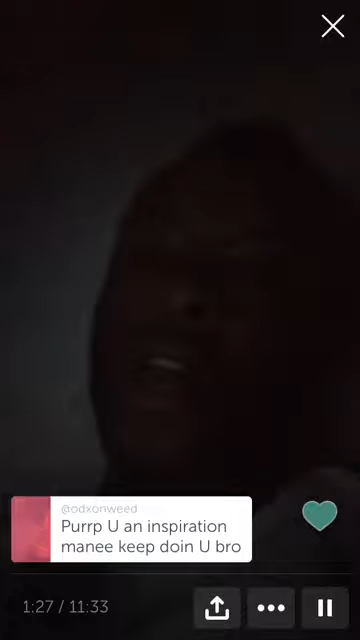 @odxonweed
Purrp U an inspiration
manee keep doin U bro
1:27 / 11:33